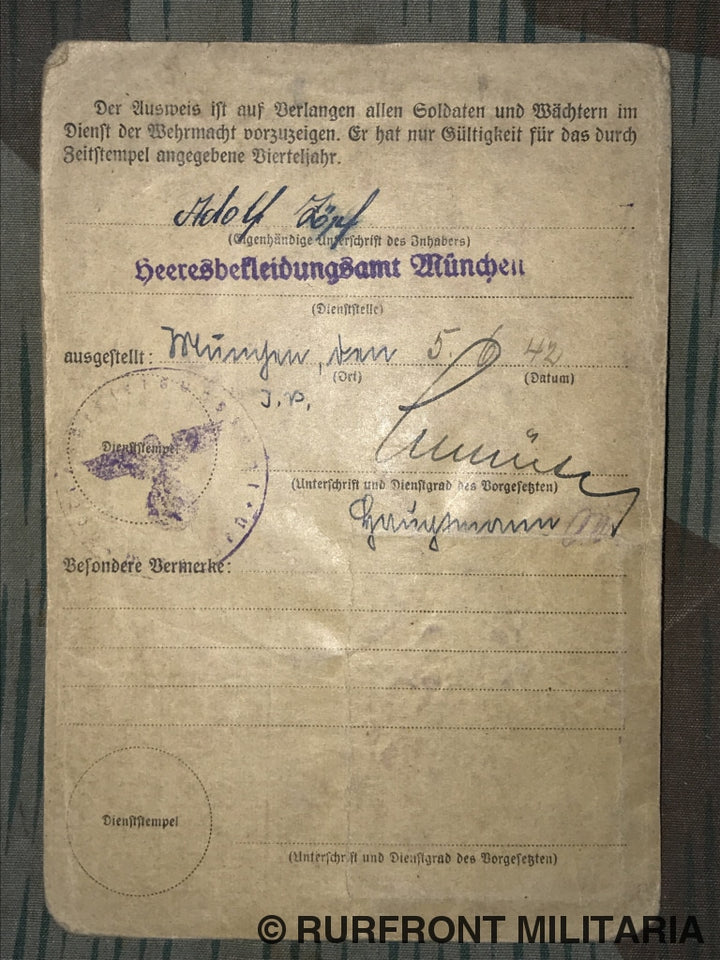 Der Ausweis ist auf Verlangen allen Soldaten und Wächtern im
Dienst der Wehrmacht vorzuzeigen. Er hat nur Gültigkeit für das durch
Zeitstempel angegebene Vierteljahr.
Adolf Zöpf
(Eigenhändige Unterschrift des Inhabers)
Heeresbekleidungsamt München
(Dienststelle)
ausgestellt: München, den 5. 6 42
(Ort) (Datum)
J.V.
Dienststempel
(Unterschrift und Dienstgrad des Vorgesetzten)
Hauptmann
Besondere Vermerke:
Dienststempel
(Unterschrift und Dienstgrad des Vorgesetzten)
© RURFRONT MILITARIA